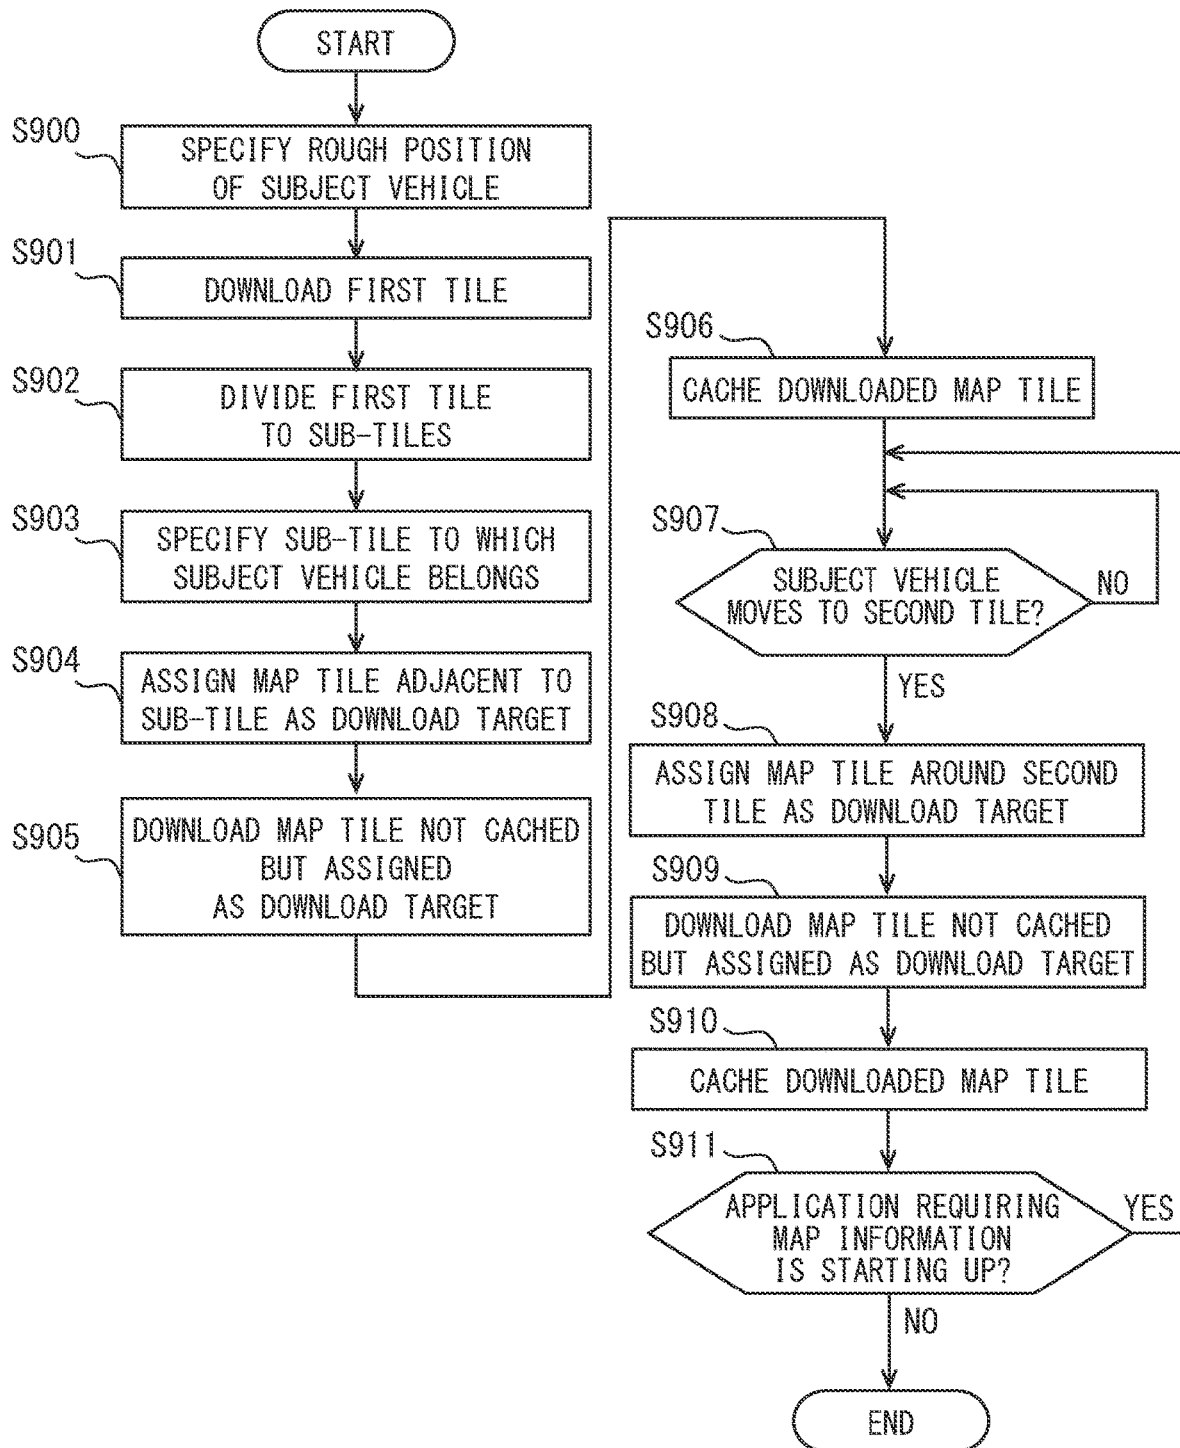 START
S900
SPECIFY ROUGH POSITION
OF SUBJECT VEHICLE
S901
DOWNLOAD FIRST TILE
S902
DIVIDE FIRST TILE
TO SUB-TILES
S903
SPECIFY SUB-TILE TO WHICH
SUBJECT VEHICLE BELONGS
S904
ASSIGN MAP TILE ADJACENT TO
SUB-TILE AS DOWNLOAD TARGET
S905
DOWNLOAD MAP TILE NOT CACHED
BUT ASSIGNED
AS DOWNLOAD TARGET
S906
CACHE DOWNLOADED MAP TILE
S907
SUBJECT VEHICLE
MOVES TO SECOND TILE?
NO
YES
S908
ASSIGN MAP TILE AROUND SECOND
TILE AS DOWNLOAD TARGET
S909
DOWNLOAD MAP TILE NOT CACHED
BUT ASSIGNED AS DOWNLOAD TARGET
S910
CACHE DOWNLOADED MAP TILE
S911
APPLICATION REQUIRING
MAP INFORMATION
IS STARTING UP?
YES
NO
END